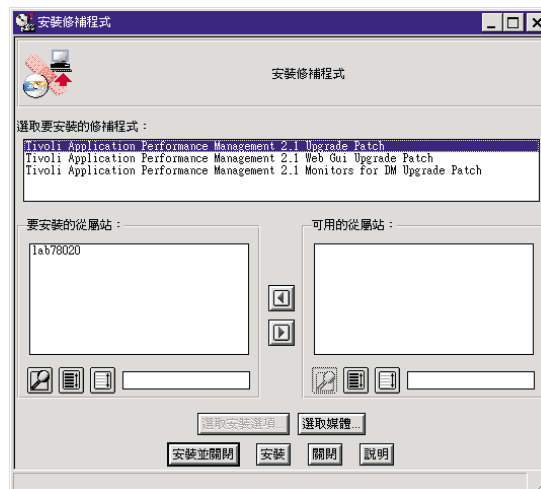 安裝修補程式
安裝修補程式
選取要安裝的修補程式：
Tivoli Application Performance Management 2.1 Upgrade Patch
Tivoli Application Performance Management 2.1 Web Gui Upgrade Patch
Tivoli Application Performance Management 2.1 Monitors for DM Upgrade Patch
要安裝的從屬站：
可用的從屬站：
lab78020
選取安裝選項...
選取媒體...
安裝並關閉
安裝
關閉
說明